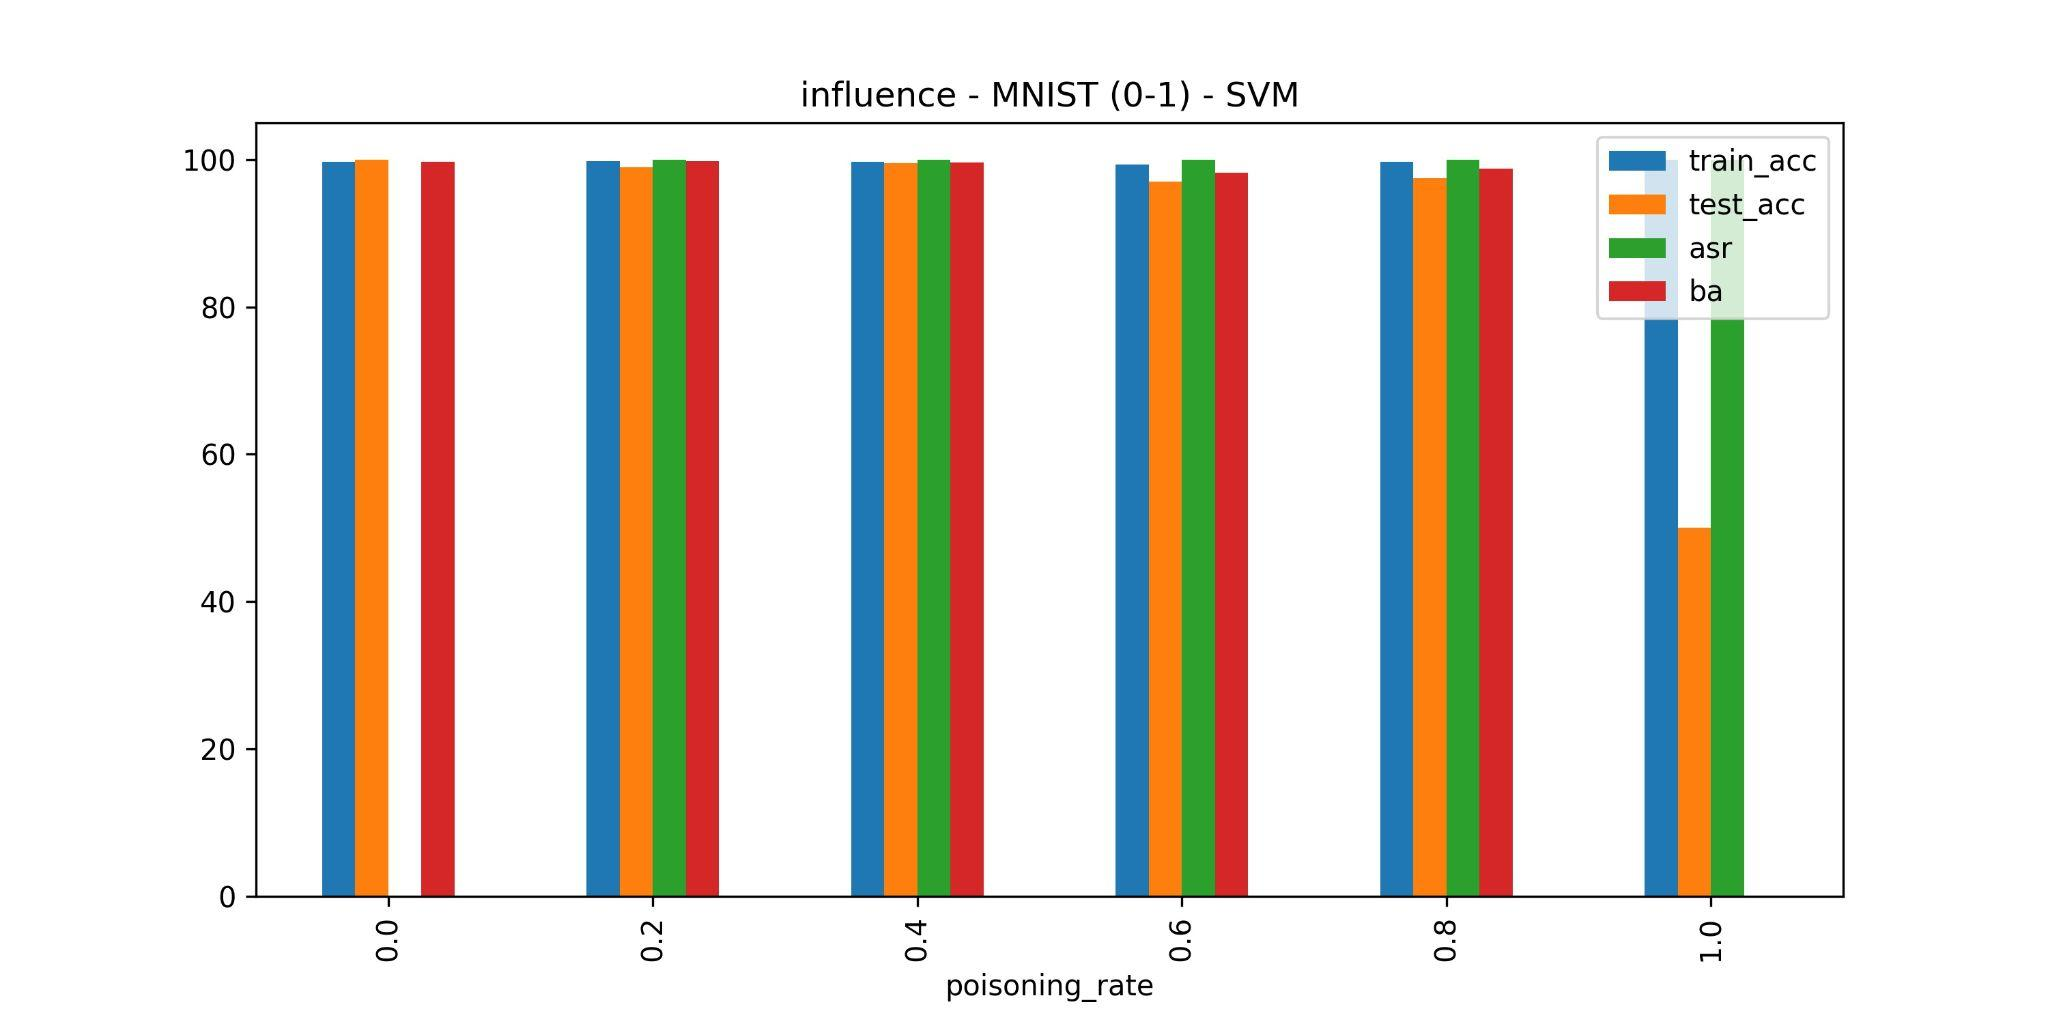 influence - MNIST (0-1) - SVM
100
80
60
40
20
0
train_acc
test_acc
asr
ba
0.0
0.2
0.4
0.6
0.8
1.0
poisoning_rate